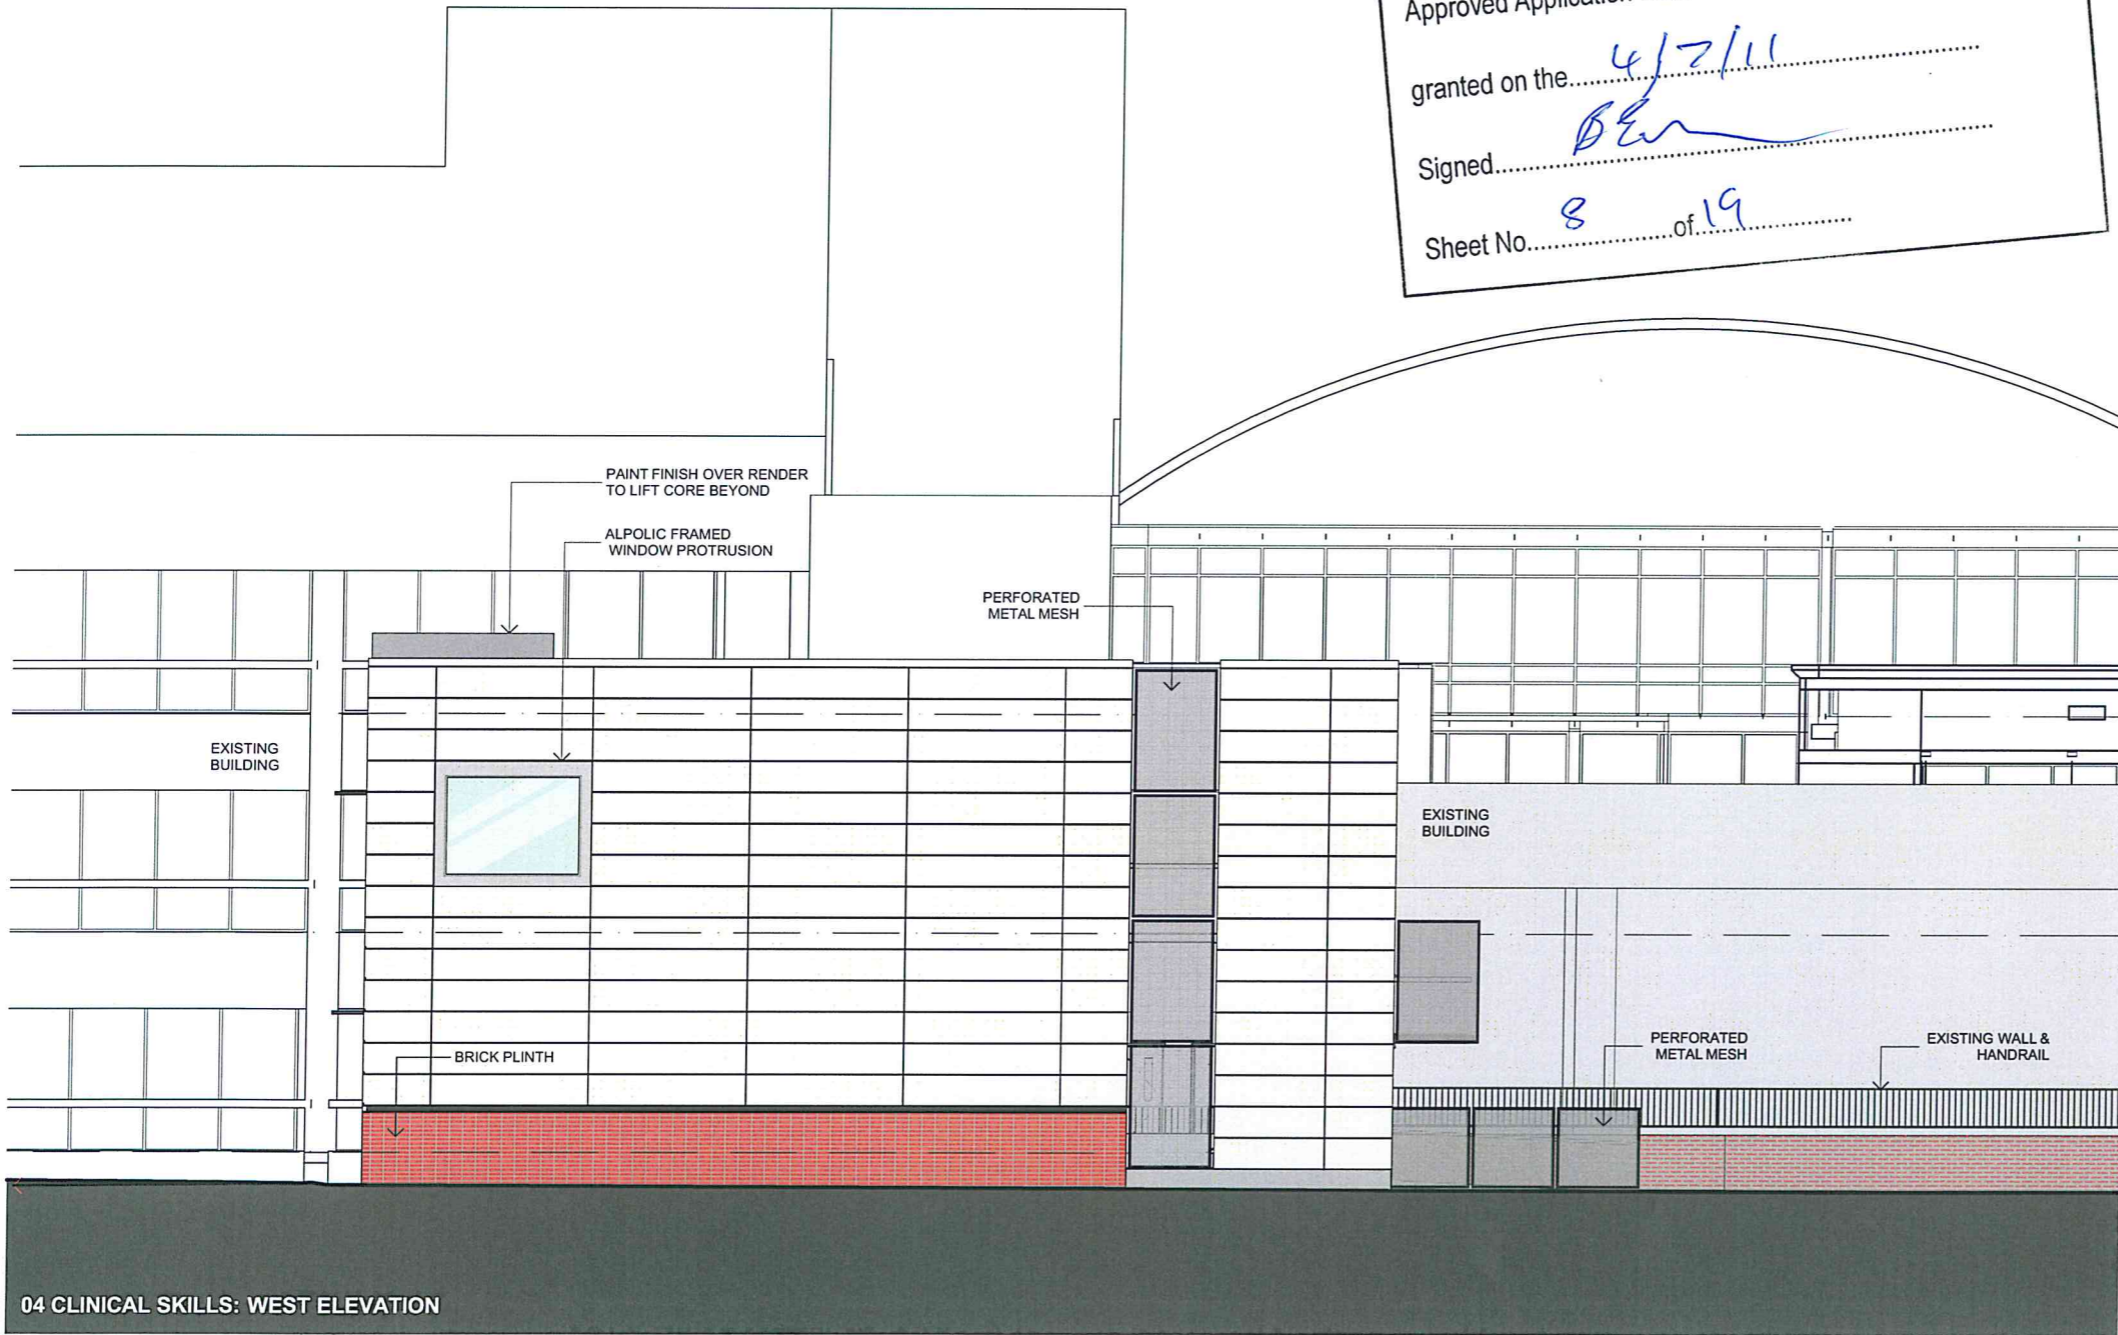 Approved Application
granted on the 4/7/11
Signed
Sheet No. 8 of 19
PAINT FINISH OVER RENDER
TO LIFT CORE BEYOND
ALPOLIC FRAMED
WINDOW PROTRUSION
PERFORATED
METAL MESH
EXISTING
BUILDING
EXISTING
BUILDING
BRICK PLINTH
PERFORATED
METAL MESH
EXISTING WALL &
HANDRAIL
04 CLINICAL SKILLS: WEST ELEVATION